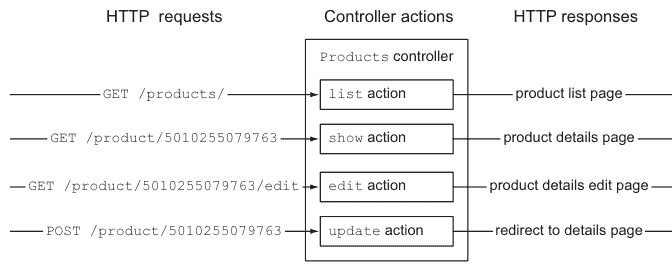 HTTP requests Controller actions HTTP responses
Products controller
GET /products/ list action product list page
GET /product/5010255079763 show action product details page
GET /product/5010255079763/edit edit action product details edit page
POST /product/5010255079763 update action redirect to details page